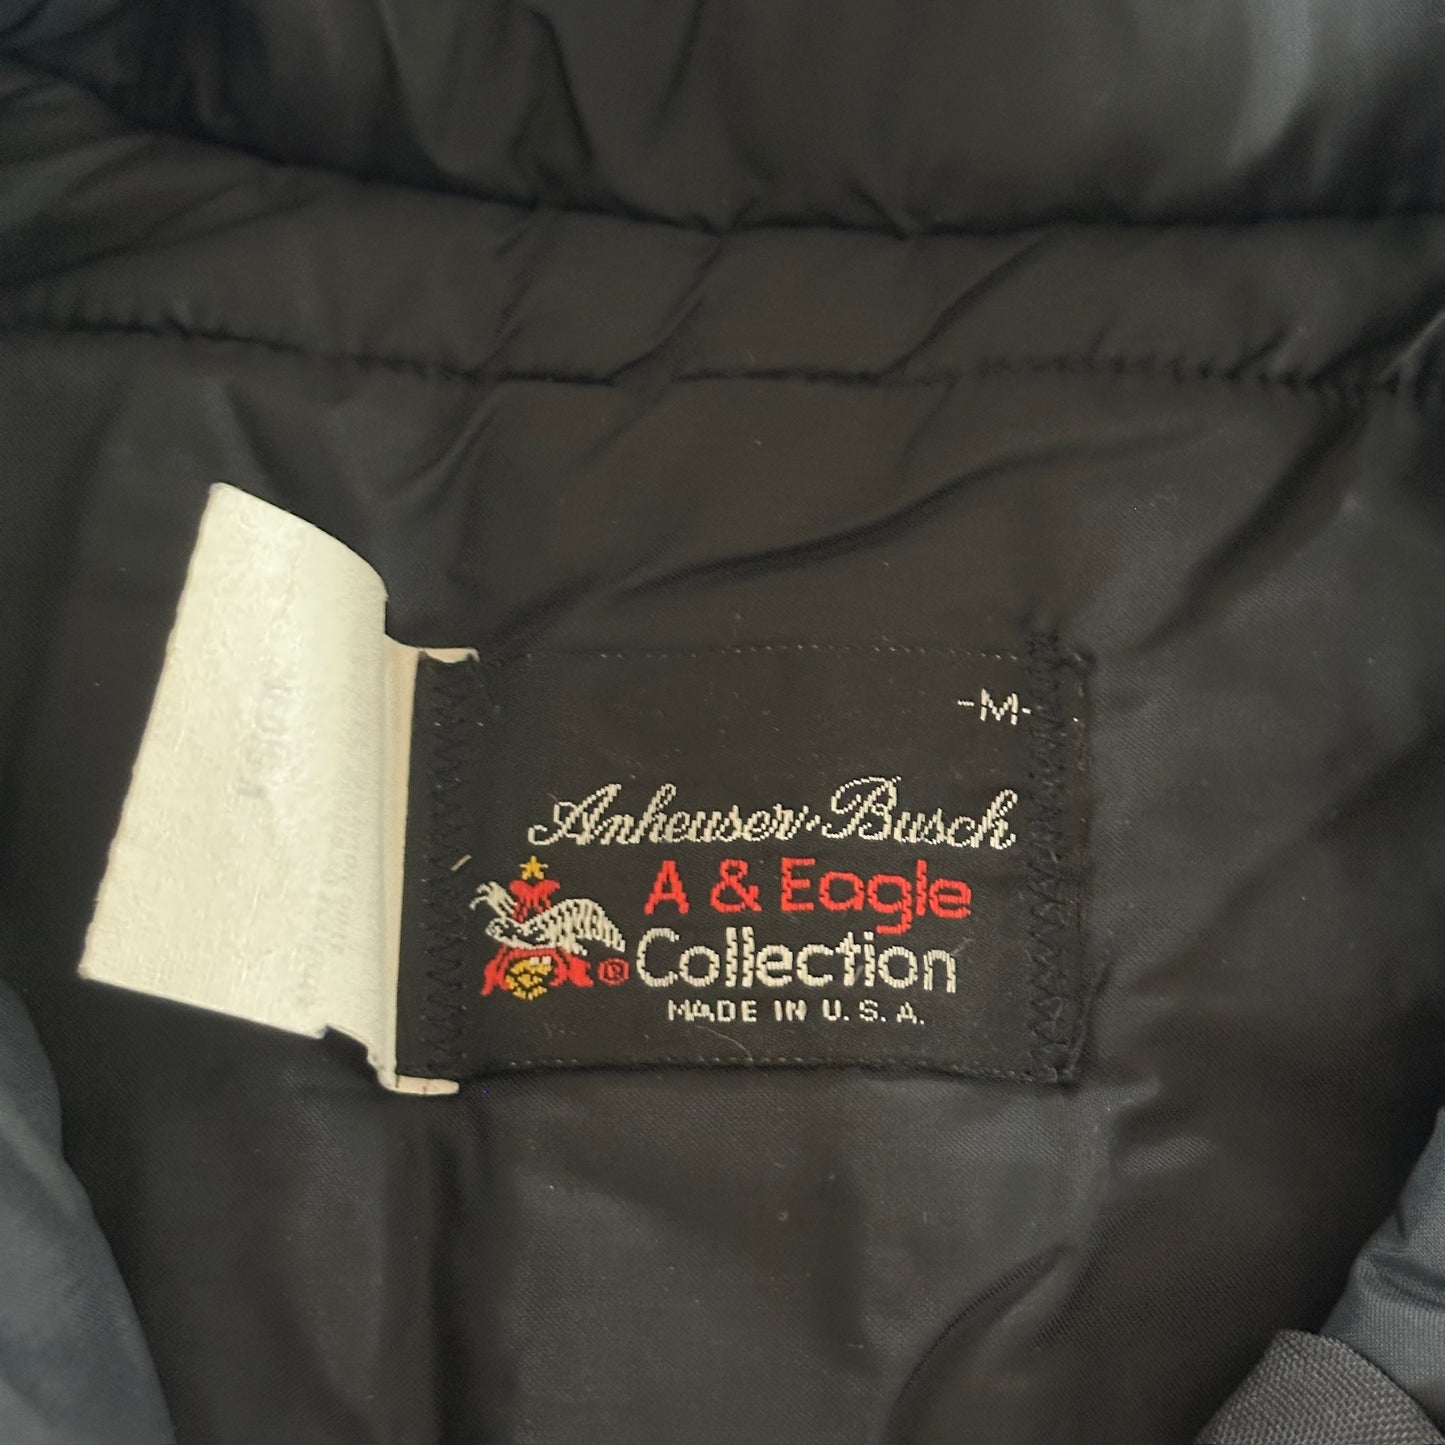 -M-
Anheuser-Busch
A & Eagle
® Collection
MADE IN U.S.A.